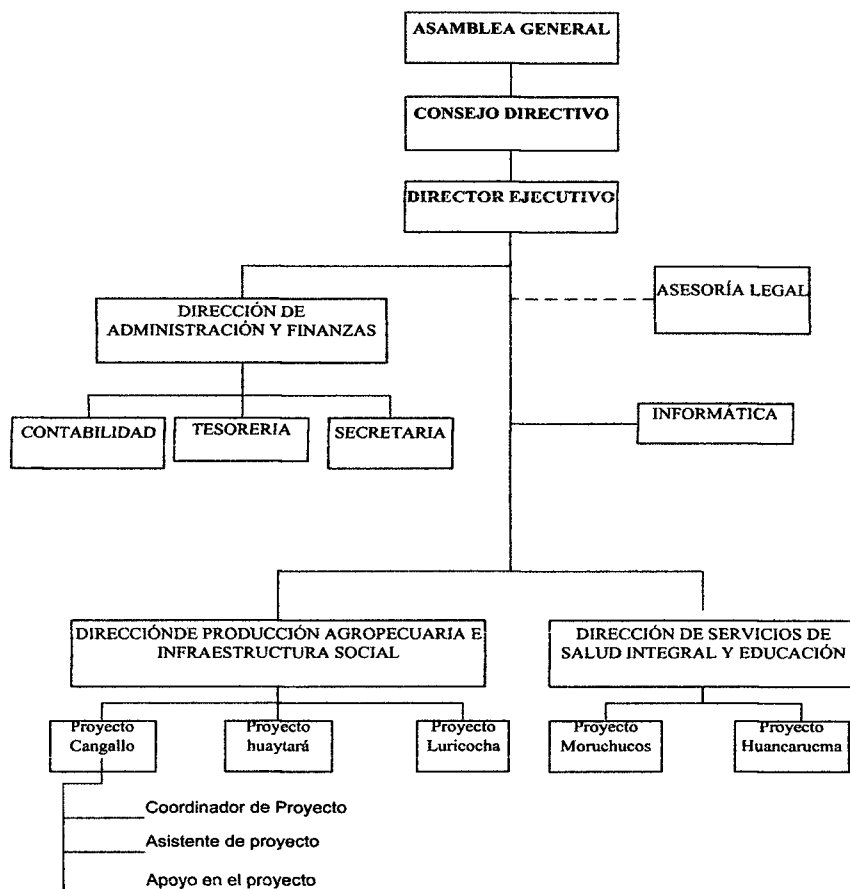 ASAMBLEA GENERAL
CONSEJO DIRECTIVO
DIRECTOR EJECUTIVO
ASESORÍA LEGAL
DIRECCIÓN DE
ADMINISTRACIÓN Y FINANZAS
INFORMÁTICA
CONTABILIDAD
TESORERIA
SECRETARIA
DIRECCIÓNDE PRODUCCIÓN AGROPECUARIA E
INFRAESTRUCTURA SOCIAL
DIRECCIÓN DE SERVICIOS DE
SALUD INTEGRAL Y EDUCACIÓN
Proyecto
Cangallo
Proyecto
huaytará
Proyecto
Luricocha
Proyecto
Moruchucos
Proyecto
Huancarucma
Coordinador de Proyecto
Asistente de proyecto
Apoyo en el proyecto